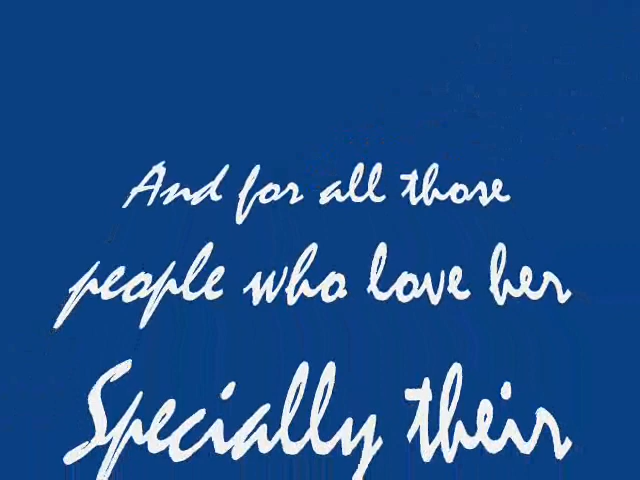 And for all those
people who love her
Specially their